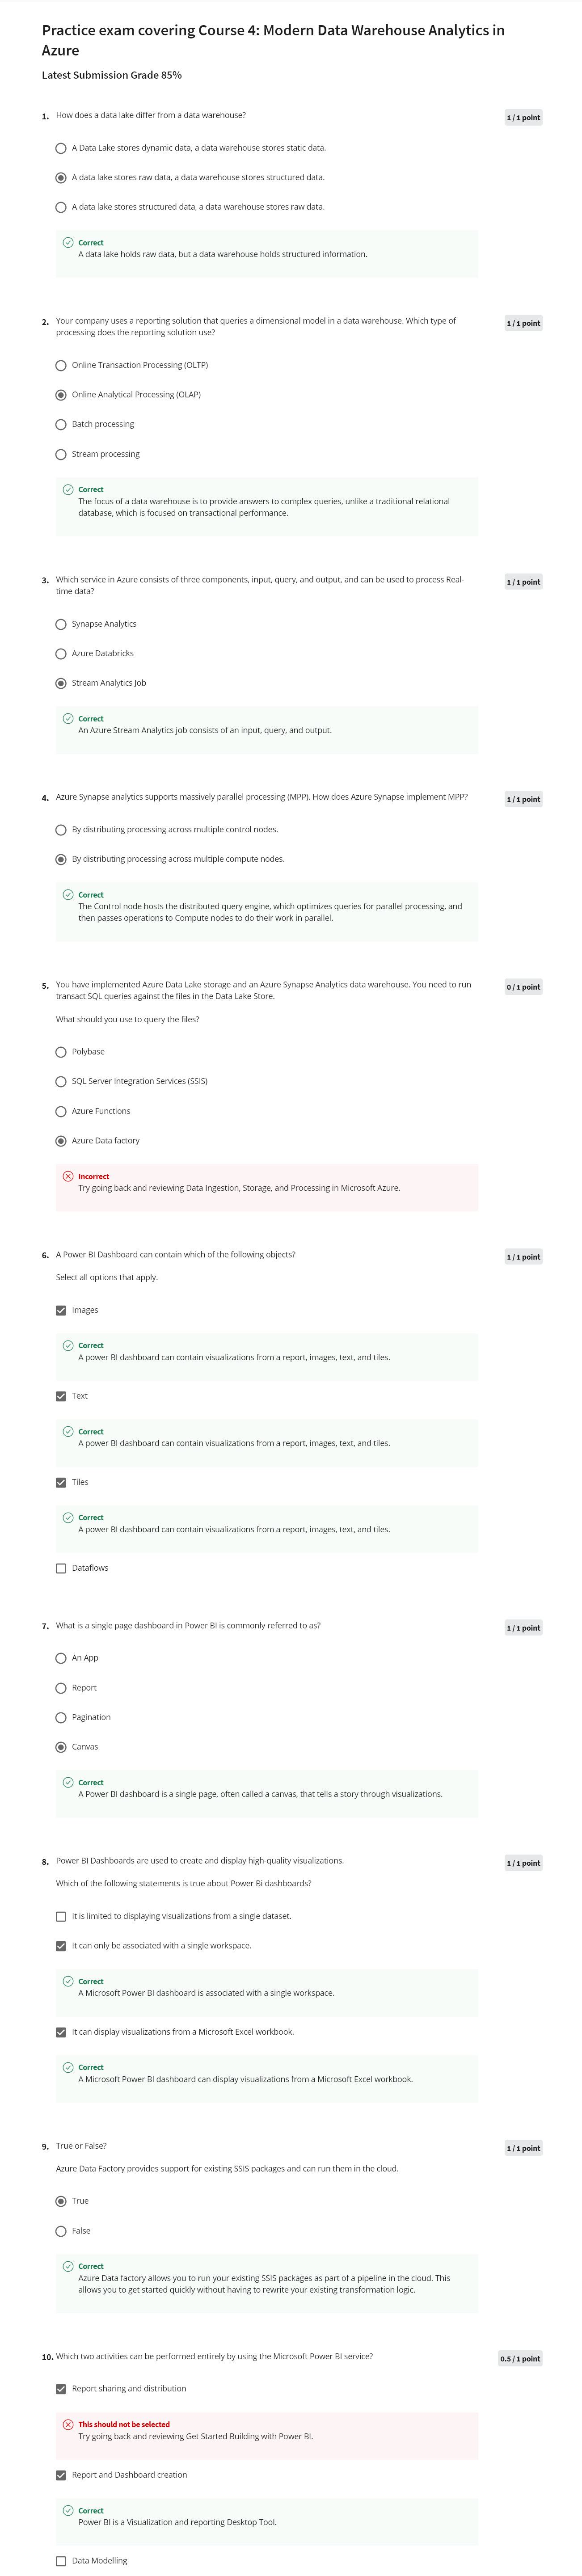 Practice exam covering Course 4: Modern Data Warehouse Analytics in
Azure
Latest Submission Grade 85%
1. How does a data lake differ from a data warehouse?
1 / 1 point
A Data Lake stores dynamic data, a data warehouse stores static data.
A data lake stores raw data, a data warehouse stores structured data.
A data lake stores structured data, a data warehouse stores raw data.
Correct
A data lake holds raw data, but a data warehouse holds structured information.
2. Your company uses a reporting solution that queries a dimensional model in a data warehouse. Which type of
processing does the reporting solution use?
1 / 1 point
Online Transaction Processing (OLTP)
Online Analytical Processing (OLAP)
Batch processing
Stream processing
Correct
The focus of a data warehouse is to provide answers to complex queries, unlike a traditional relational
database, which is focused on transactional performance.
3. Which service in Azure consists of three components, input, query, and output, and can be used to process Real-
time data?
1 / 1 point
Synapse Analytics
Azure Databricks
Stream Analytics Job
Correct
An Azure Stream Analytics job consists of an input, query, and output.
4. Azure Synapse analytics supports massively parallel processing (MPP). How does Azure Synapse implement MPP?
1 / 1 point
By distributing processing across multiple control nodes.
By distributing processing across multiple compute nodes.
Correct
The Control node hosts the distributed query engine, which optimizes queries for parallel processing, and
then passes operations to Compute nodes to do their work in parallel.
5. You have implemented Azure Data Lake storage and an Azure Synapse Analytics data warehouse. You need to run
transact SQL queries against the files in the Data Lake Store.
0 / 1 point
What should you use to query the files?
Polybase
SQL Server Integration Services (SSIS)
Azure Functions
Azure Data factory
Incorrect
Try going back and reviewing Data Ingestion, Storage, and Processing in Microsoft Azure.
6. A Power BI Dashboard can contain which of the following objects?
1 / 1 point
Select all options that apply.
Images
Correct
A power BI dashboard can contain visualizations from a report, images, text, and tiles.
Text
Correct
A power BI dashboard can contain visualizations from a report, images, text, and tiles.
Tiles
Correct
A power BI dashboard can contain visualizations from a report, images, text, and tiles.
Dataflows
7. What is a single page dashboard in Power BI is commonly referred to as?
1 / 1 point
An App
Report
Pagination
Canvas
Correct
A Power BI dashboard is a single page, often called a canvas, that tells a story through visualizations.
8. Power BI Dashboards are used to create and display high-quality visualizations.
1 / 1 point
Which of the following statements is true about Power Bi dashboards?
It is limited to displaying visualizations from a single dataset.
It can only be associated with a single workspace.
Correct
A Microsoft Power BI dashboard is associated with a single workspace.
It can display visualizations from a Microsoft Excel workbook.
Correct
A Microsoft Power BI dashboard can display visualizations from a Microsoft Excel workbook.
9. True or False?
1 / 1 point
Azure Data Factory provides support for existing SSIS packages and can run them in the cloud.
True
False
Correct
Azure Data factory allows you to run your existing SSIS packages as part of a pipeline in the cloud. This
allows you to get started quickly without having to rewrite your existing transformation logic.
10. Which two activities can be performed entirely by using the Microsoft Power BI service?
0.5 / 1 point
Report sharing and distribution
This should not be selected
Try going back and reviewing Get Started Building with Power BI.
Report and Dashboard creation
Correct
Power BI is a Visualization and reporting Desktop Tool.
Data Modelling